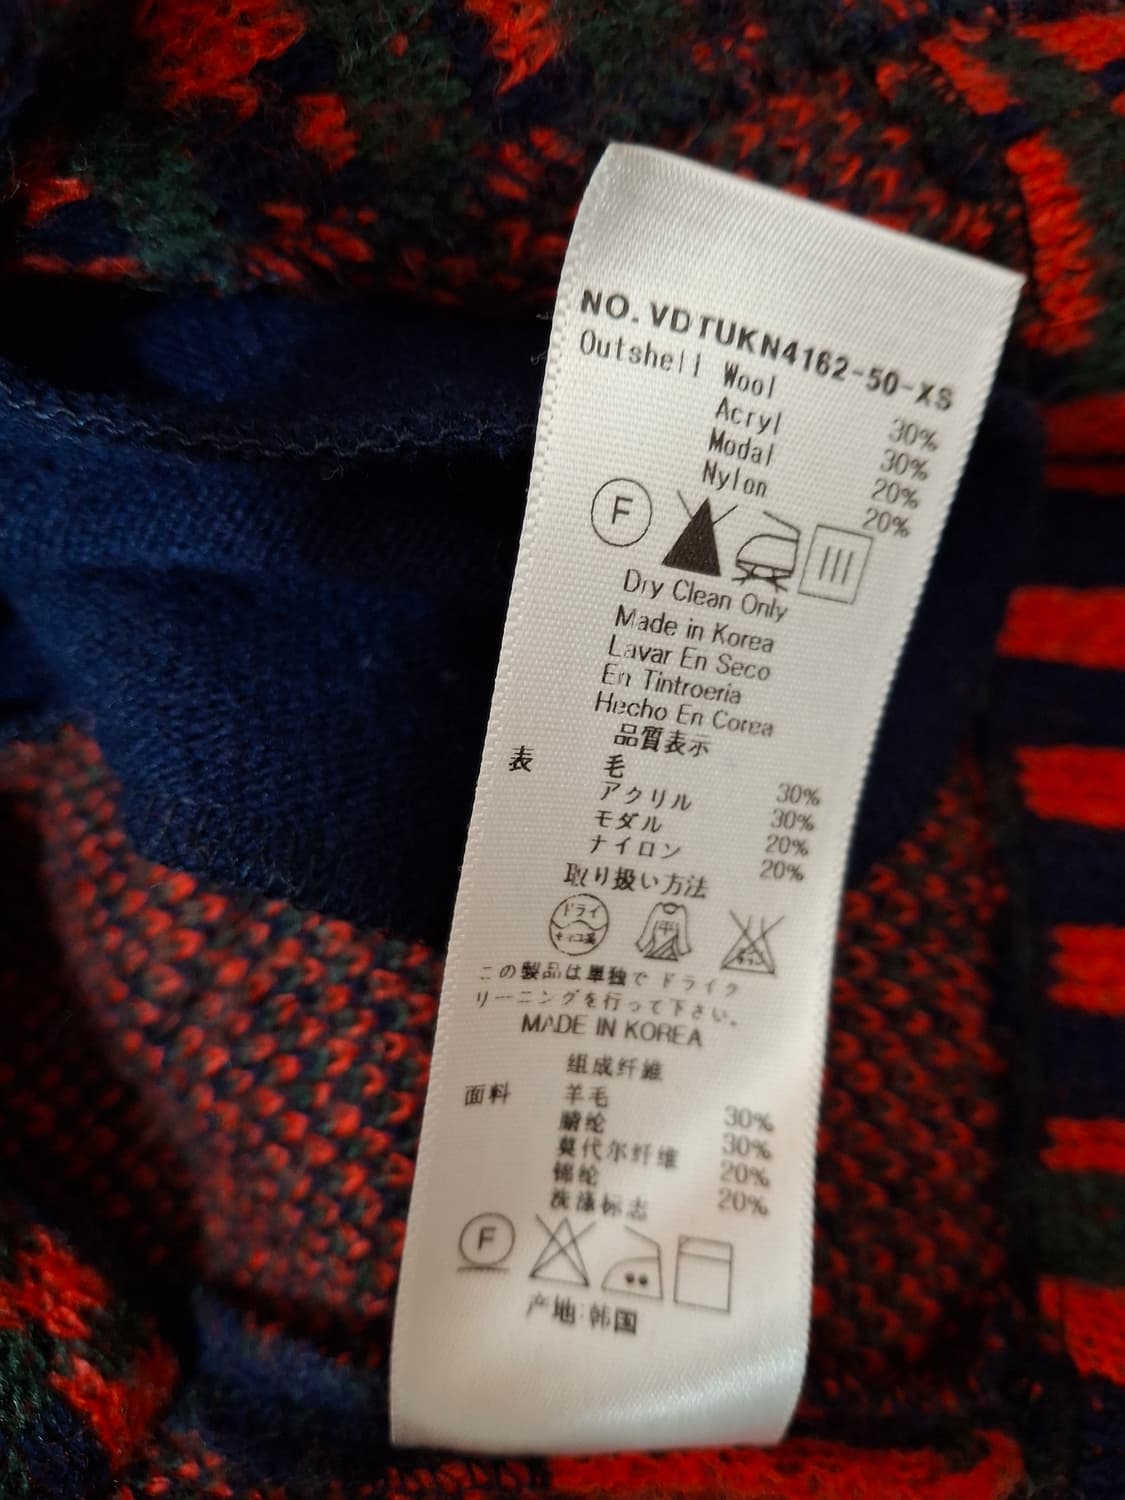 NO. VDTUKN4162-50-XS
Outshell Wool 30%
Acryl 30%
Modal 20%
Nylon 20%
F
Dry Clean Only
Made in Korea
Lavar En Seco
En Tintroeria
Hecho En Corea
品質表示
表 毛 30%
アクリル 30%
モダル 20%
ナイロン 20%
取り扱い方法
ドライ
この製品は単独で ドライク
リーニングを行って下さい。
MADE IN KOREA
组成纤維
面料 羊毛 30%
腈纶 30%
莫代尔纤维 20%
锦纶 20%
洗涤标志
F
产地:韩国